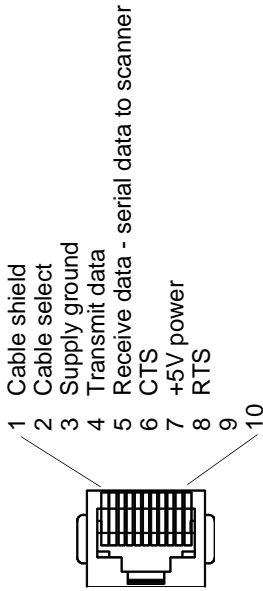 1 Cable shield
2 Cable select
3 Supply ground
4 Transmit data
5 Receive data - serial data to scanner
6 CTS
7 +5V power
8 RTS
9
10